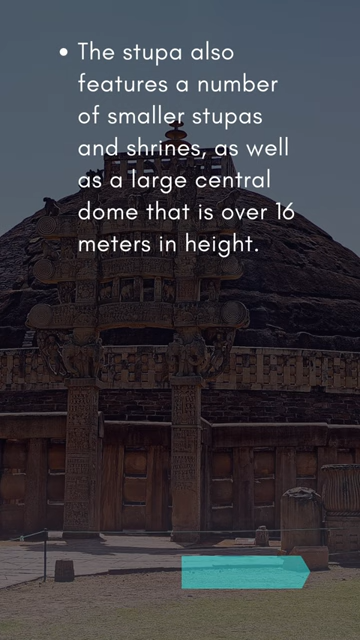 • The stupa also
features a number
of smaller stupas
and shrines, as well
as a large central
dome that is over 16
meters in height.